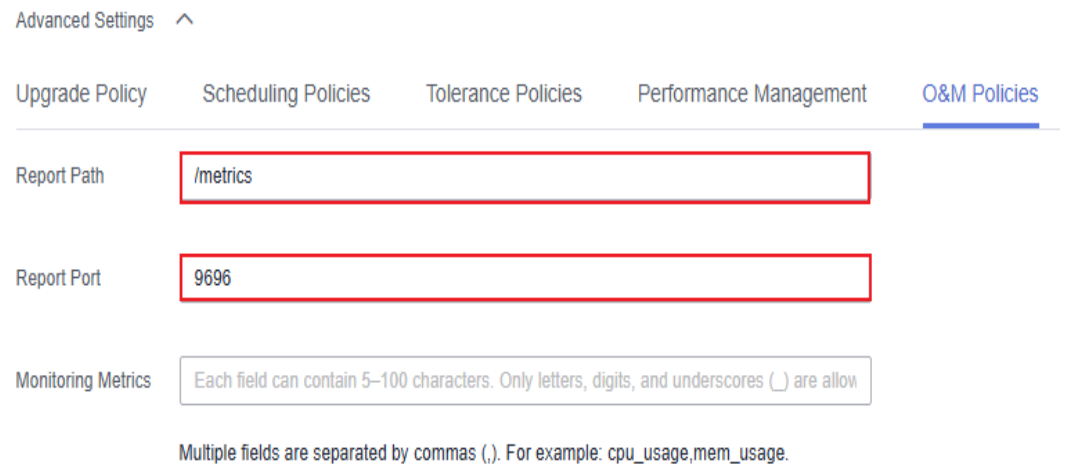 Advanced Settings
Upgrade Policy Scheduling Policies Tolerance Policies Performance Management O&M Policies
Report Path /metrics
Report Port 9696
Monitoring Metrics Each field can contain 5–100 characters. Only letters, digits, and underscores (_) are
Multiple fields are separated by commas (,). For example: cpu_usage,mem_usage.